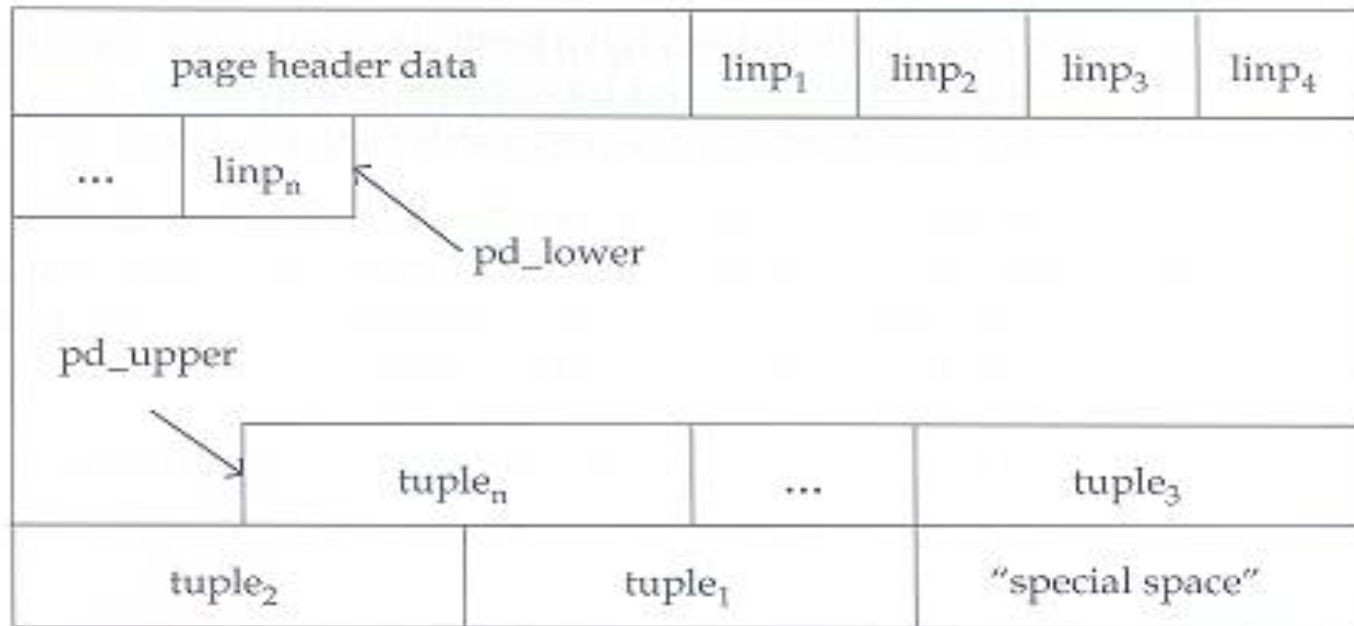 page header data linp₁ linp₂ linp₃ linp₄
... linpₙ
pd_lower
pd_upper
tupleₙ ... tuple₃
tuple₂ tuple₁ "special space"